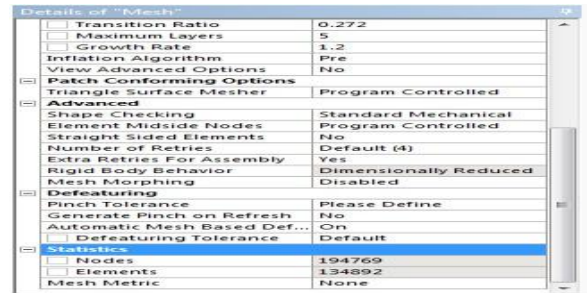 Details of "Mesh"
Transition Ratio 0.272
Maximum Layers 5
Growth Rate 1.2
Inflation Algorithm Pre
View Advanced Options No
Patch Conforming Options
Triangle Surface Mesher Program Controlled
Advanced
Shape Checking Standard Mechanical
Element Midside Nodes Program Controlled
Straight Sided Elements No
Number of Retries Default (4)
Extra Retries For Assembly Yes
Rigid Body Behavior Dimensionally Reduced
Mesh Morphing Disabled
Defeaturing
Pinch Tolerance Please Define
Generate Pinch on Refresh No
Automatic Mesh Based Def... On
Defeaturing Tolerance Default
Statistics
Nodes 194769
Elements 134892
Mesh Metric None